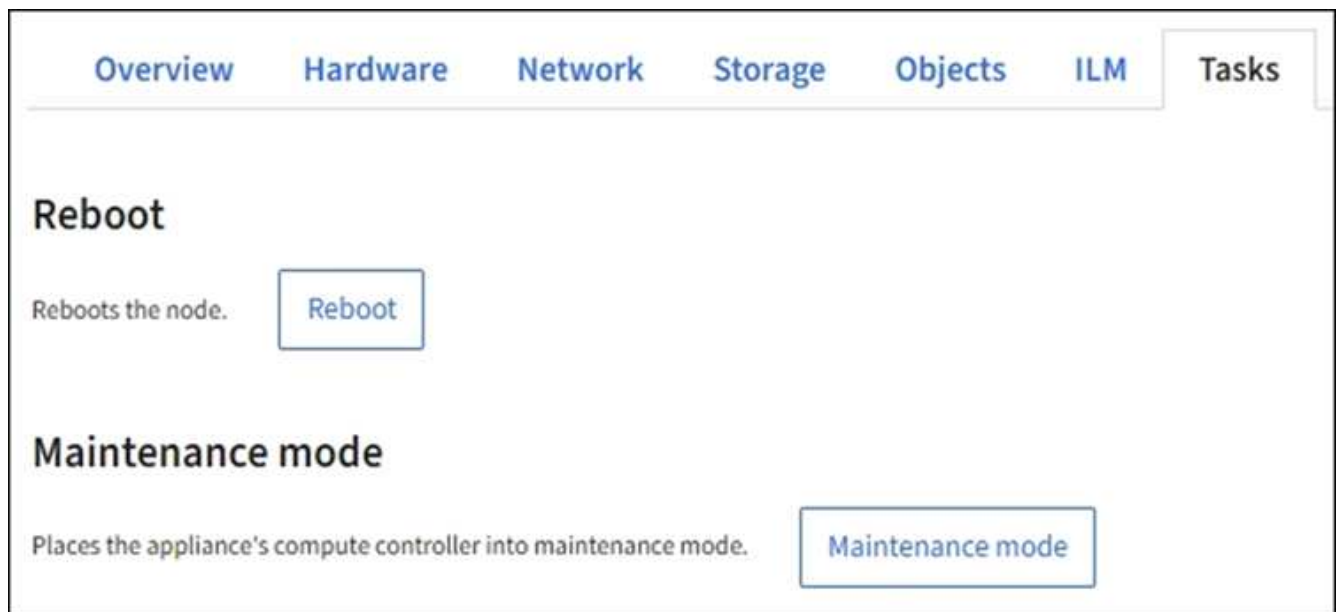 Overview Hardware Network Storage Objects ILM Tasks
Reboot
Reboots the node. Reboot
Maintenance mode
Places the appliance's compute controller into maintenance mode. Maintenance mode